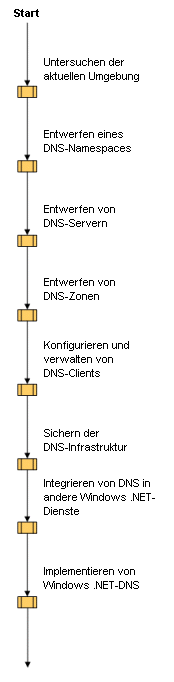 Start
Untersuchen der
aktuellen Umgebung
Entwerfen eines
DNS-Namespaces
Entwerfen von
DNS-Servern
Entwerfen von
DNS-Zonen
Konfigurieren und
verwalten von
DNS-Clients
Sichern der
DNS-Infrastruktur
Integrieren von DNS in
andere Windows .NET-
Dienste
Implementieren von
Windows .NET-DNS